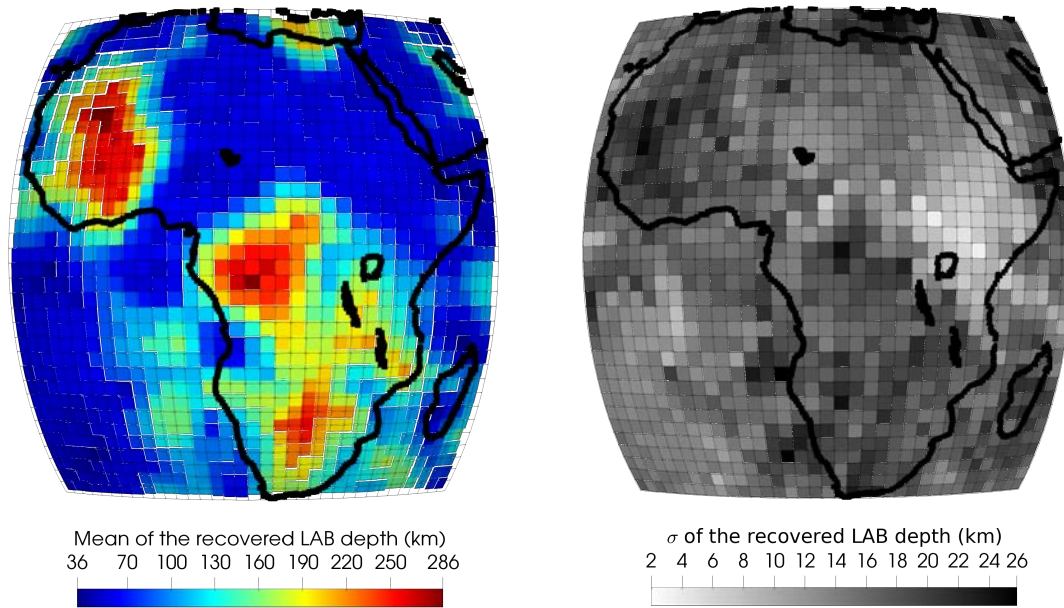 Mean of the recovered LAB depth (km)
36 70 100 130 160 190 220 250 286
σ of the recovered LAB depth (km)
2 4 6 8 10 12 14 16 18 20 22 24 26